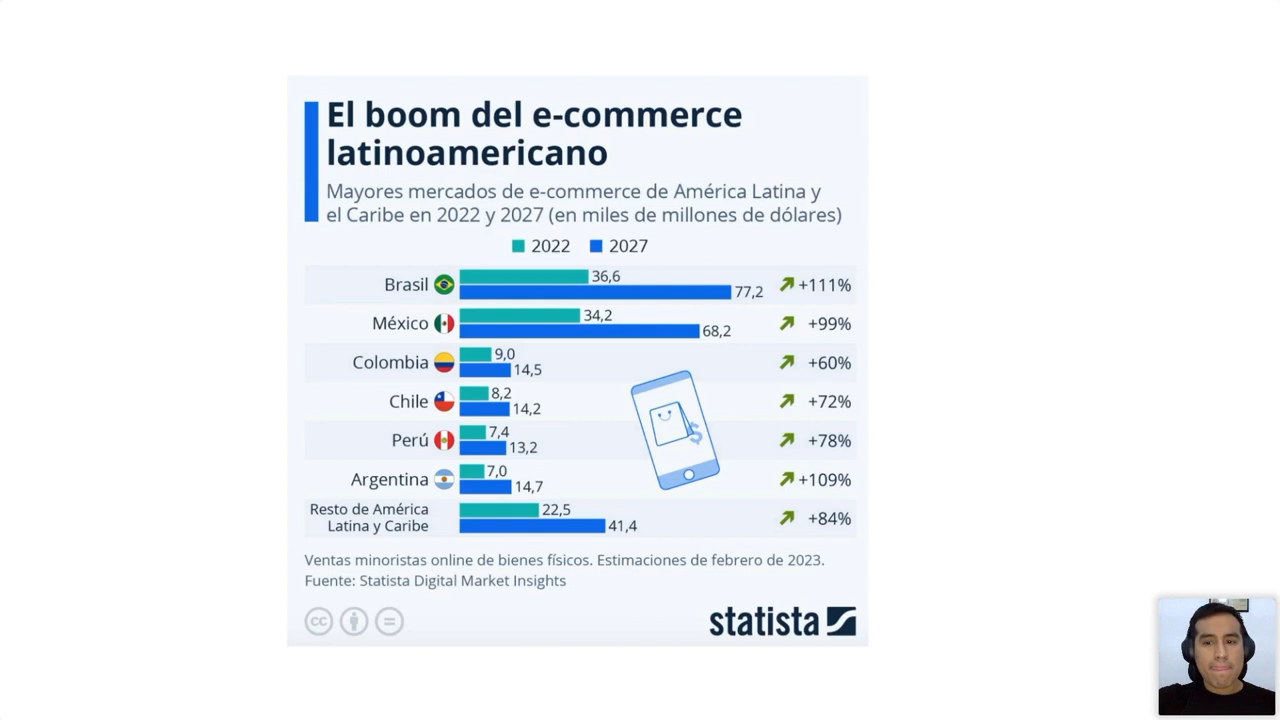 El boom del e-commerce
latinoamericano
Mayores mercados de e-commerce de América Latina y
el Caribe en 2022 y 2027 (en miles de millones de dólares)
2022 2027
Brasil 36,6 77,2 +111%
México 34,2 68,2 +99%
Colombia 9,0 14,5 +60%
Chile 8,2 14,2 +72%
Perú 7,4 13,2 +78%
Argentina 7,0 14,7 +109%
Resto de América
Latina y Caribe 22,5 41,4 +84%
$
Ventas minoristas online de bienes físicos. Estimaciones de febrero de 2023.
Fuente: Statista Digital Market Insights
cc
statista